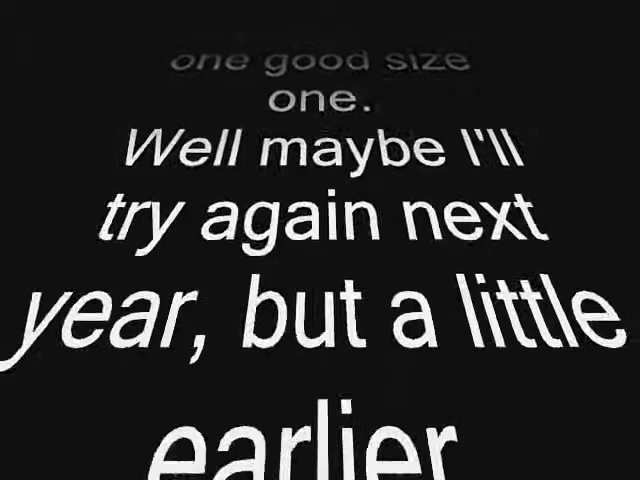 one good size
one.
Well maybe I'll
try again next
year, but a little
earlier